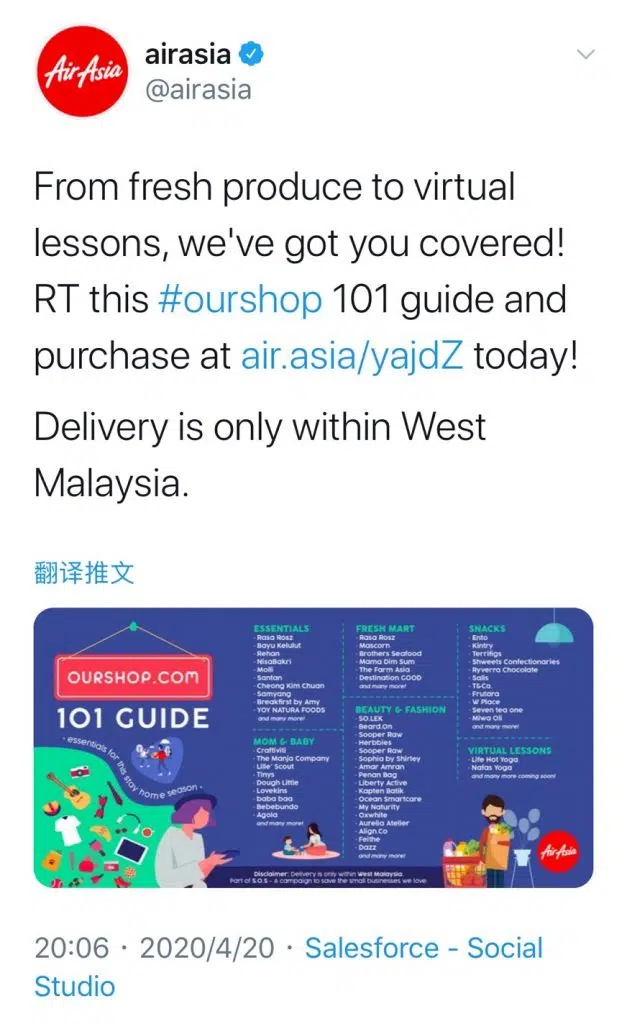 airasia
@airasia
AirAsia
From fresh produce to virtual
lessons, we've got you covered!
RT this #ourshop 101 guide and
purchase at air.asia/yajdZ today!
Delivery is only within West
Malaysia.
翻译推文
OURSHOP.COM
101 GUIDE
essentials for this stay home season
ESSENTIALS
· Rasa Rosz
· Bayu Kelulut
· Rehan
· NisaBakri
· Molli
· Santan
· Cheong Kim Chuan
· Samyang
· Breakfirst by Amy
· YOY NATURA FOODS
and many more!
MOM & BABY
· Craftiviti
· The Manja Company
· Lille' Scout
· Tinys
· Dough Little
· Lovekins
· baba baa
· Bebebundo
· Agola
and many more!
FRESH MART
· Rasa Rosz
· Mascorn
· Brothers Seafood
· Mama Dim Sum
· The Farm Asia
· Destination GOOD
and many more!
BEAUTY & FASHION
· SO.LEK
· Beard.On
· Sooper Raw
· Herbbies
· Sooper Raw
· Sophia by Shirley
· Amar Amran
· Penan Bag
· Liberty Active
· Kapten Batik
· Ocean Smartcare
· My Naturity
· Oxwhite
· Aurelia Atelier
· Align.Co
· Feithe
· Dazz
and many more!
SNACKS
· Ento
· Kintry
· Terrifigs
· Shweets Confectionaries
· Ryverra Chocolate
· Salis
· T&Co.
· Frutara
· W Place
· Seven tea one
· Miwa Oli
and many more!
VIRTUAL LESSONS
· Life Hot Yoga
· Nafas Yoga
and many more coming soon!
AirAsia
Disclaimer: Delivery is only within West Malaysia.
Part of S.O.S - A campaign to save the small businesses we love.
20:06 · 2020/4/20 · Salesforce - Social
Studio